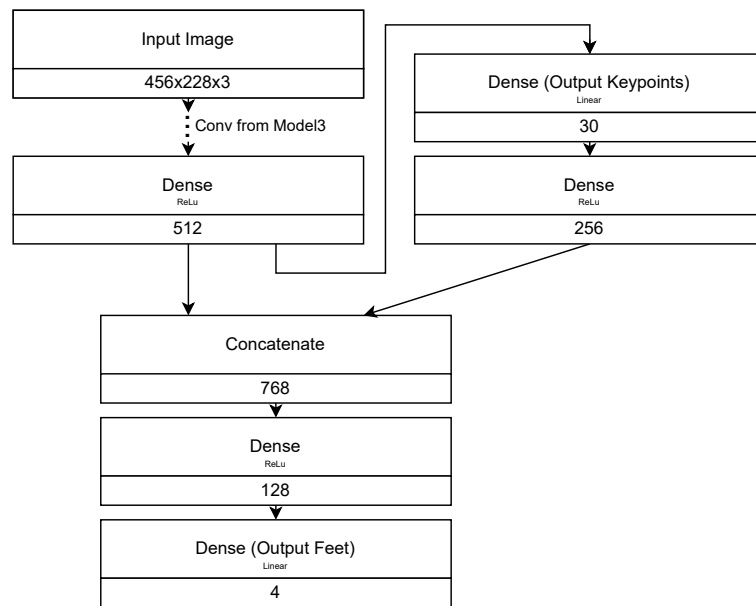 Input Image
456x228x3
Conv from Model3
Dense
ReLu
512
Dense (Output Keypoints)
Linear
30
Dense
ReLu
256
Concatenate
768
Dense
ReLu
128
Dense (Output Feet)
Linear
4